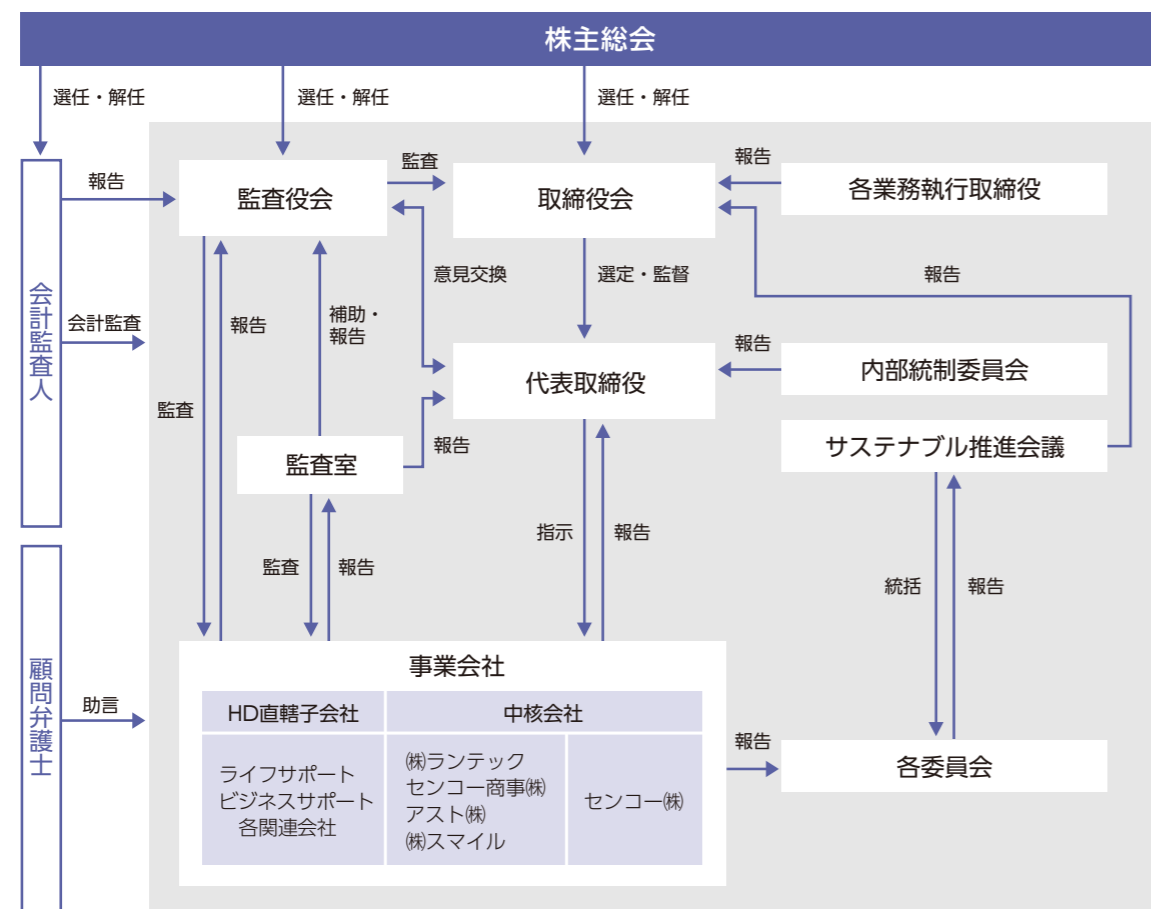 株主総会
選任・解任
選任・解任
選任・解任
会計監査人
報告
会計監査
監査役会
監査
取締役会
報告
各業務執行取締役
意見交換
選定・監督
報告
監査
報告
補助・
報告
代表取締役
報告
内部統制委員会
監査室
報告
サステナブル推進会議
監査
報告
指示
報告
統括
報告
顧問弁護士
助言
事業会社
HD直轄子会社
中核会社
ライフサポート
ビジネスサポート
各関連会社
㈱ランテック
センコー商事㈱
アスト㈱
㈱スマイル
センコー㈱
報告
各委員会